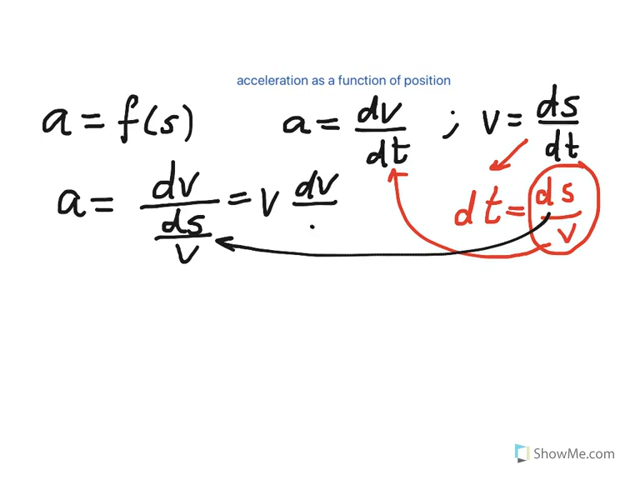 acceleration as a function of position
a = f(s) a = dv/dt ; v = ds/dt
a = dv/(ds/v) = v dv/ dt = ds/v
ShowMe.com